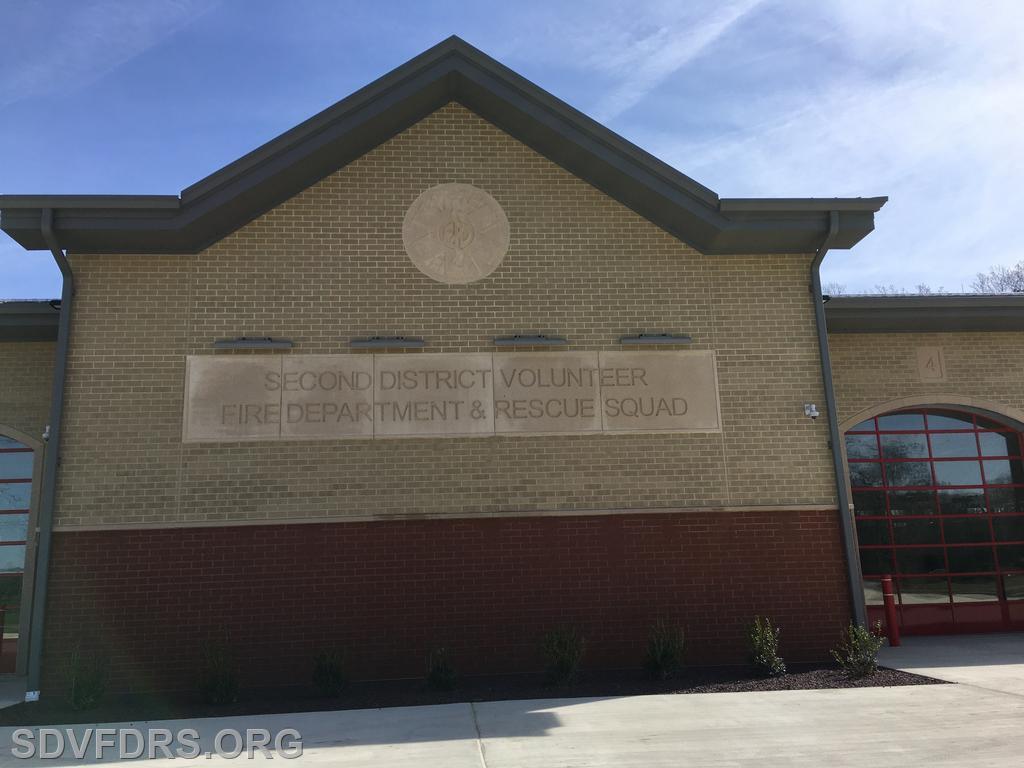 SECOND DISTRICT VOLUNTEER
FIRE DEPARTMENT & RESCUE SQUAD
4
SDVFDRS.ORG